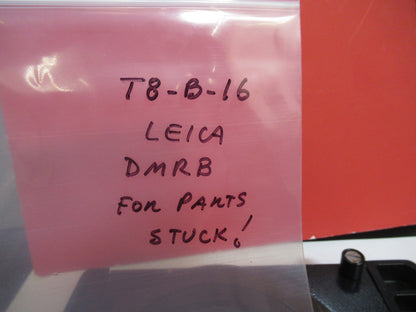 T8-B-16
LEICA
DMRB
FOR PARTS
STUCK!